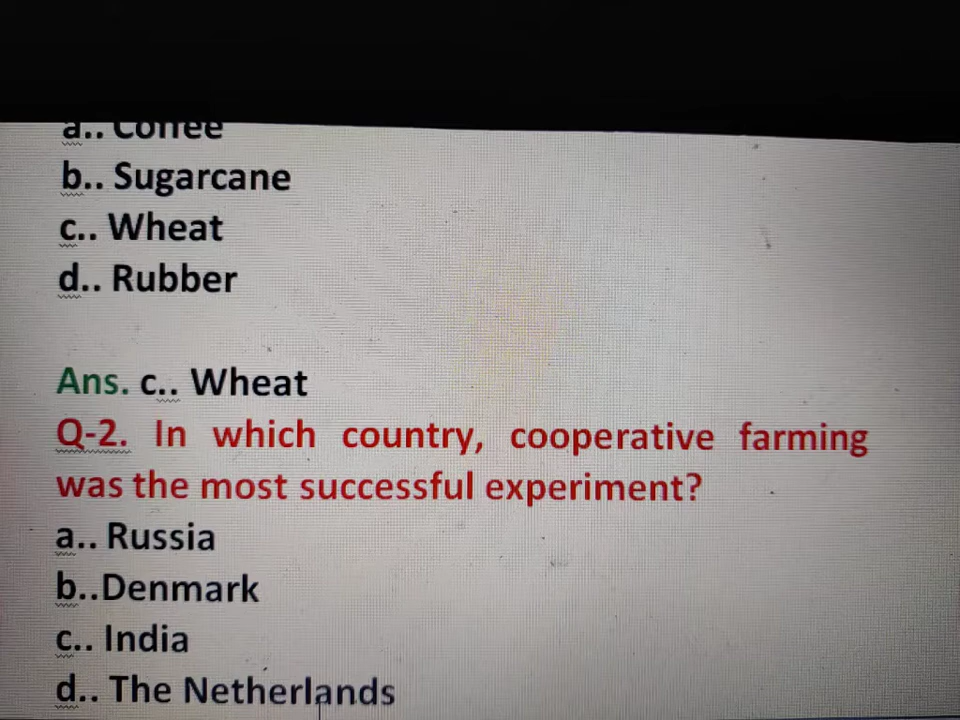 a.. Coffee
b.. Sugarcane
c.. Wheat
d.. Rubber
Ans. c.. Wheat
Q-2. In which country, cooperative farming
was the most successful experiment?
a.. Russia
b..Denmark
c.. India
d.. The Netherlands